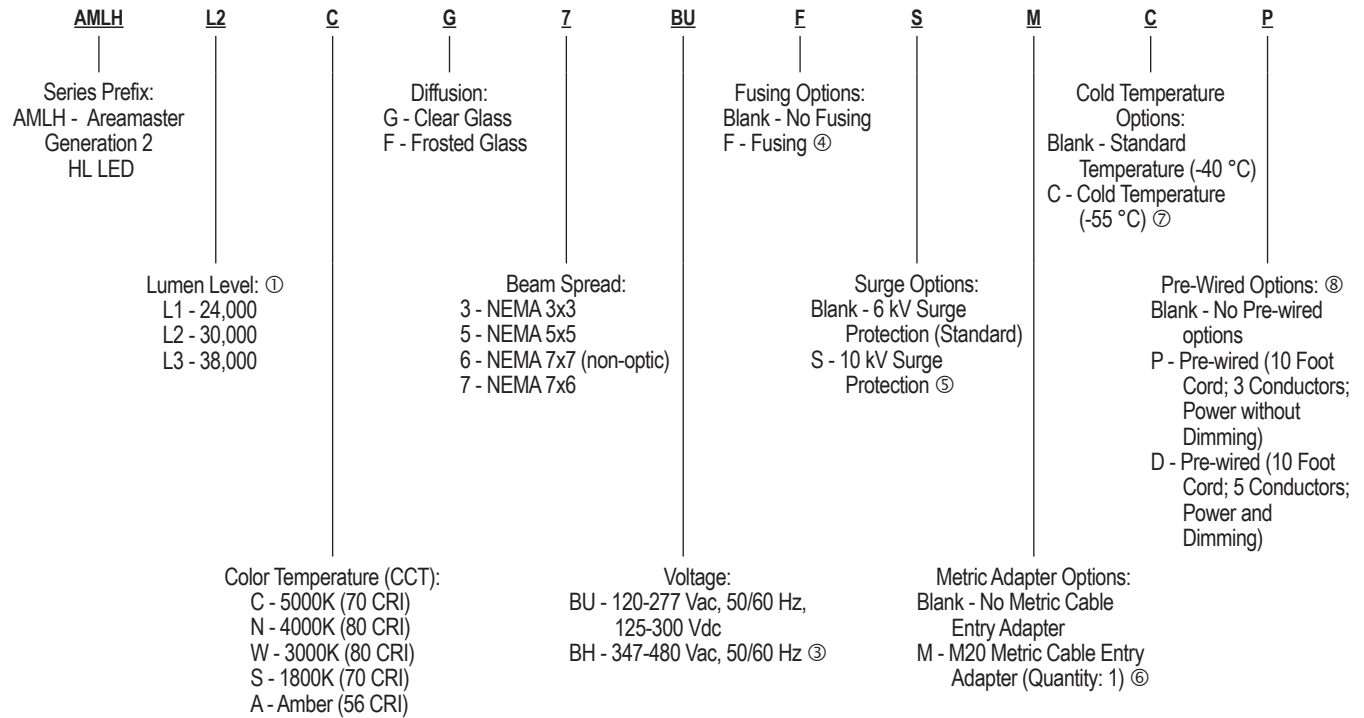 AMLH L2 C G 7 BU F S M C P
Series Prefix:
AMLH - Areamaster
Generation 2
HL LED
Diffusion:
G - Clear Glass
F - Frosted Glass
Fusing Options:
Blank - No Fusing
F - Fusing ④
Cold Temperature
Options:
Blank - Standard
Temperature (-40 °C)
C - Cold Temperature
(-55 °C) ⑦
Lumen Level: ①
L1 - 24,000
L2 - 30,000
L3 - 38,000
Beam Spread:
3 - NEMA 3x3
5 - NEMA 5x5
6 - NEMA 7x7 (non-optic)
7 - NEMA 7x6
Surge Options:
Blank - 6 kV Surge
Protection (Standard)
S - 10 kV Surge
Protection ⑤
Pre-Wired Options: ⑧
Blank - No Pre-wired
options
P - Pre-wired (10 Foot
Cord; 3 Conductors;
Power without
Dimming)
D - Pre-wired (10 Foot
Cord; 5 Conductors;
Power and
Dimming)
Color Temperature (CCT):
C - 5000K (70 CRI)
N - 4000K (80 CRI)
W - 3000K (80 CRI)
S - 1800K (70 CRI)
A - Amber (56 CRI)
Voltage:
BU - 120-277 Vac, 50/60 Hz,
125-300 Vdc
BH - 347-480 Vac, 50/60 Hz ③
Metric Adapter Options:
Blank - No Metric Cable
Entry Adapter
M - M20 Metric Cable Entry
Adapter (Quantity: 1) ⑥